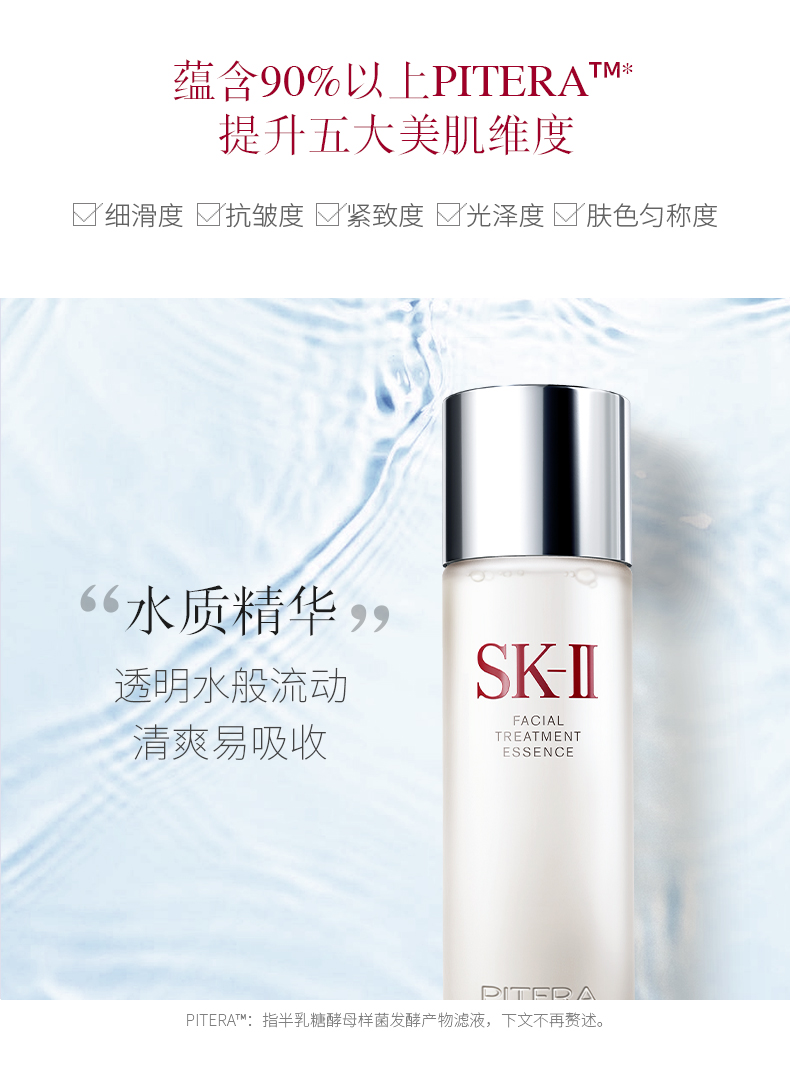 蕴含90%以上PITERA™*
提升五大美肌维度
细滑度 抗皱度 紧致度 光泽度 肤色匀称度
“水质精华”
透明水般流动
清爽易吸收
SK-II
FACIAL
TREATMENT
ESSENCE
PITERA
PITERA™：指半乳糖酵母样菌发酵产物滤液，下文不再赘述。